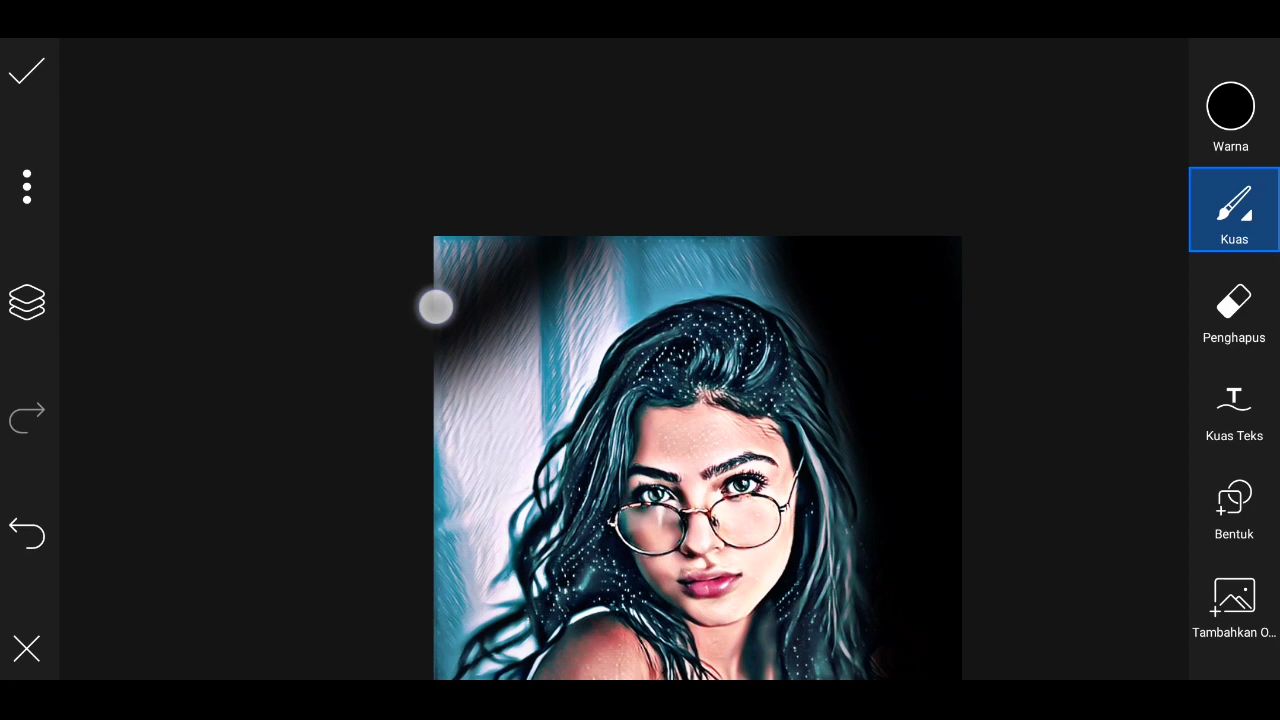 Warna
Kuas
Penghapus
Kuas Teks
Bentuk
Tambahkan O...